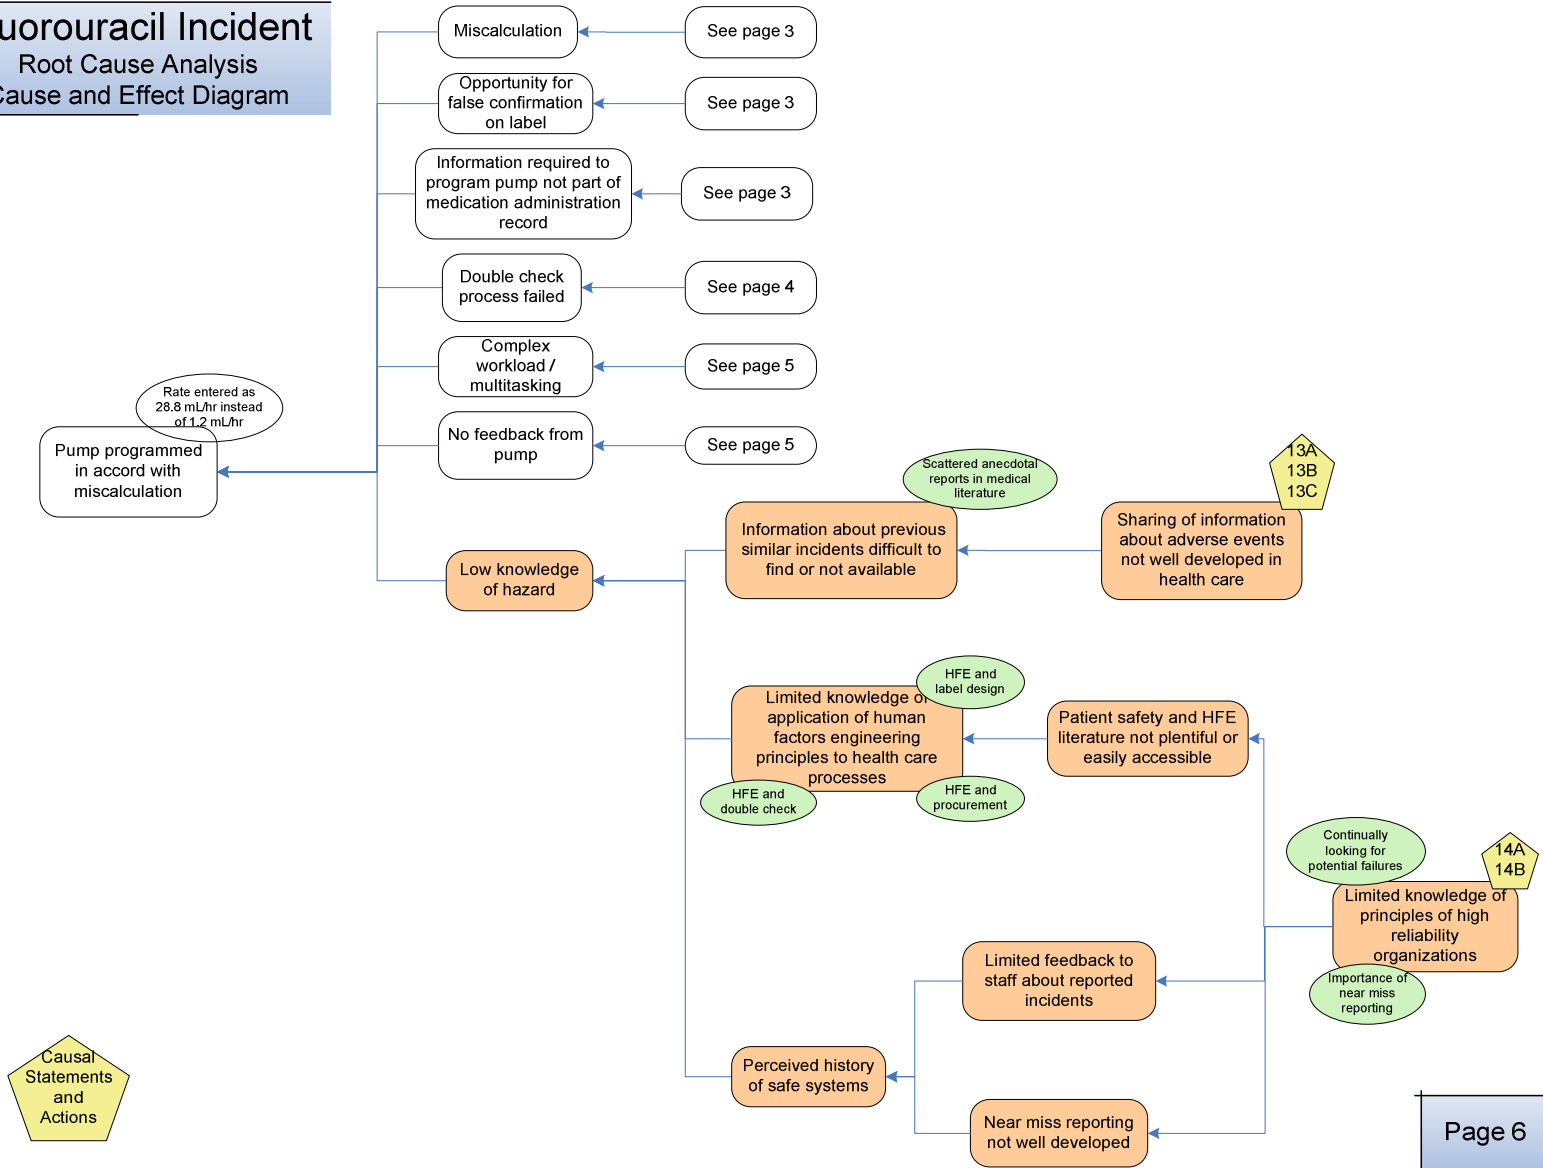 uorouracil Incident
Root Cause Analysis
Cause and Effect Diagram
Miscalculation
See page 3
Opportunity for
false confirmation
on label
See page 3
Information required to
program pump not part of
medication administration
record
See page 3
Double check
process failed
See page 4
Complex
workload /
multitasking
See page 5
No feedback from
pump
See page 5
Rate entered as
28.8 mL/hr instead
of 1.2 mL/hr
Pump programmed
in accord with
miscalculation
Low knowledge
of hazard
Scattered anecdotal
reports in medical
literature
Information about previous
similar incidents difficult to
find or not available
13A
13B
13C
Sharing of information
about adverse events
not well developed in
health care
HFE and
label design
Limited knowledge of
application of human
factors engineering
principles to health care
processes
HFE and
double check
HFE and
procurement
Patient safety and HFE
literature not plentiful or
easily accessible
Continually
looking for
potential failures
14A
14B
Limited knowledge of
principles of high
reliability
organizations
Importance of
near miss
reporting
Limited feedback to
staff about reported
incidents
Perceived history
of safe systems
Near miss reporting
not well developed
Causal
Statements
and
Actions
Page 6